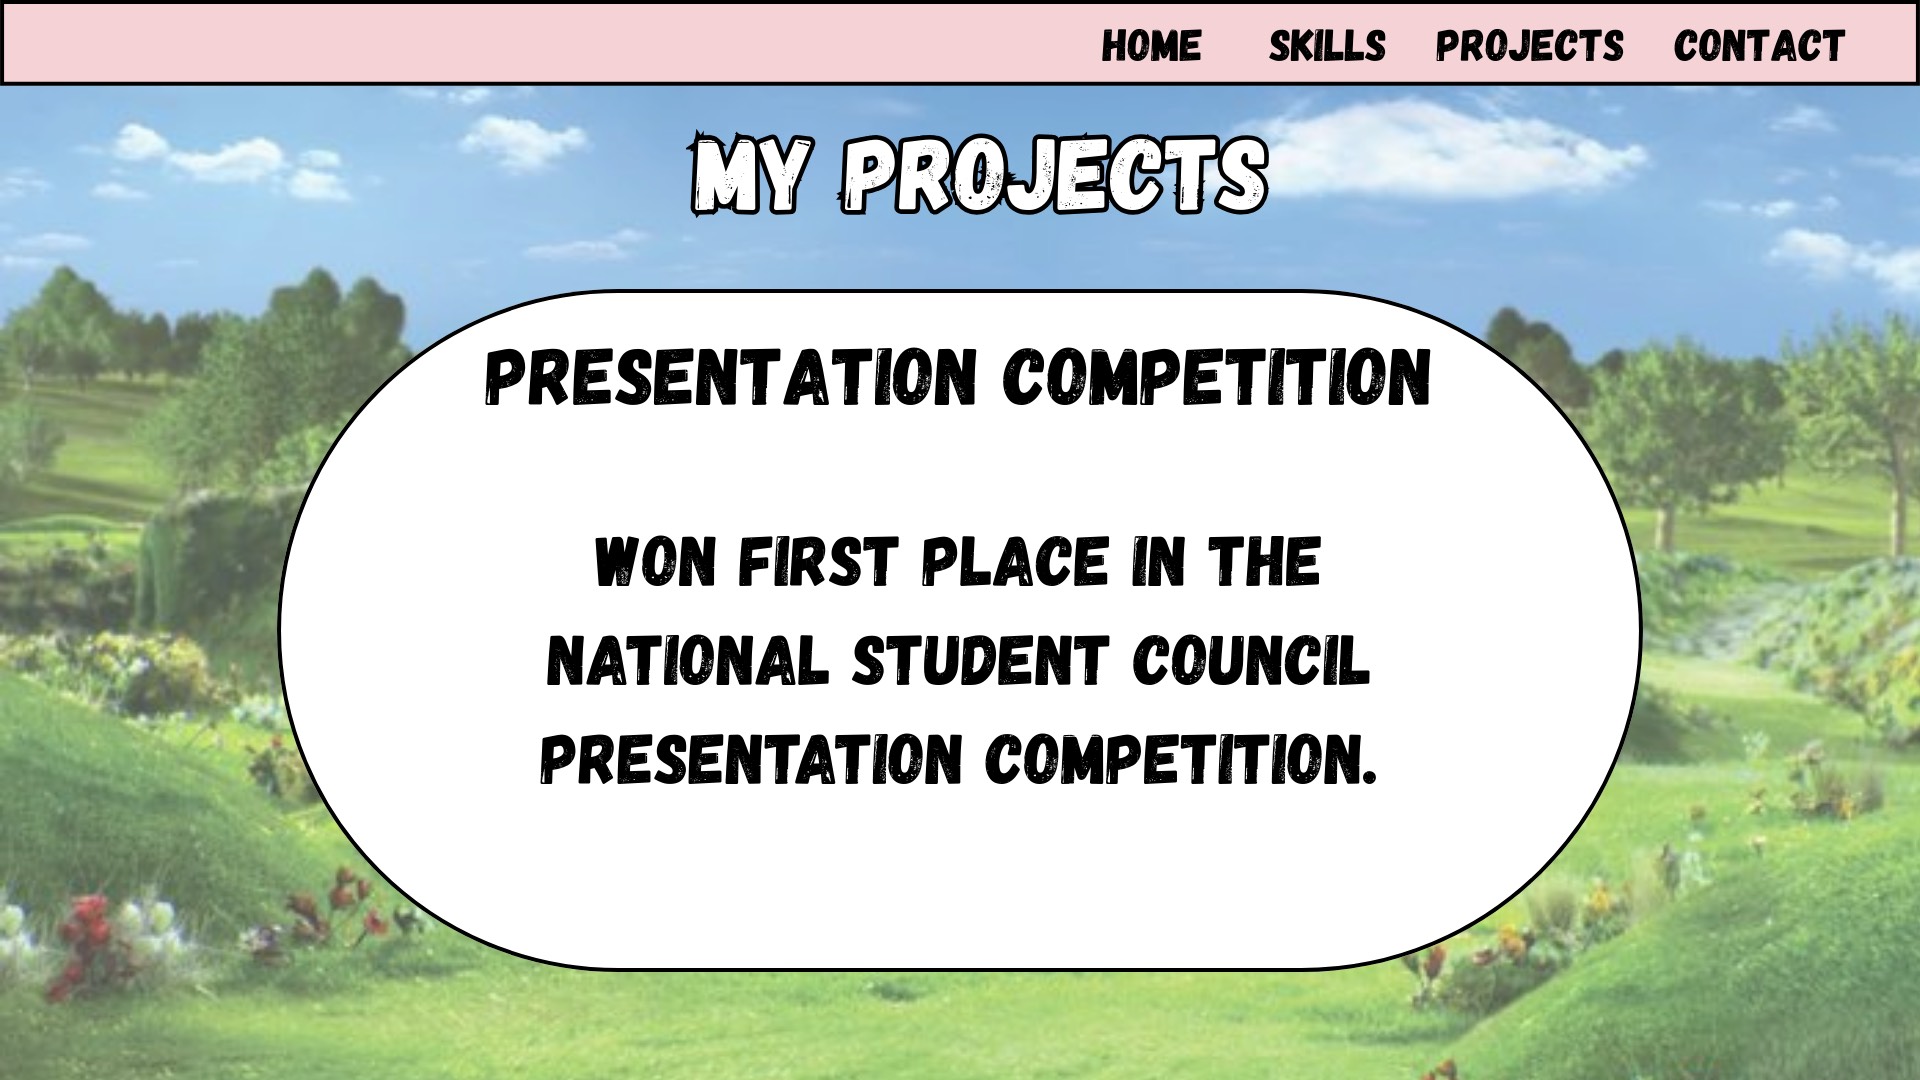 HOME SKILLS PROJECTS CONTACT
MY PROJECTS
PRESENTATION COMPETITION
WON FIRST PLACE IN THE
NATIONAL STUDENT COUNCIL
PRESENTATION COMPETITION.